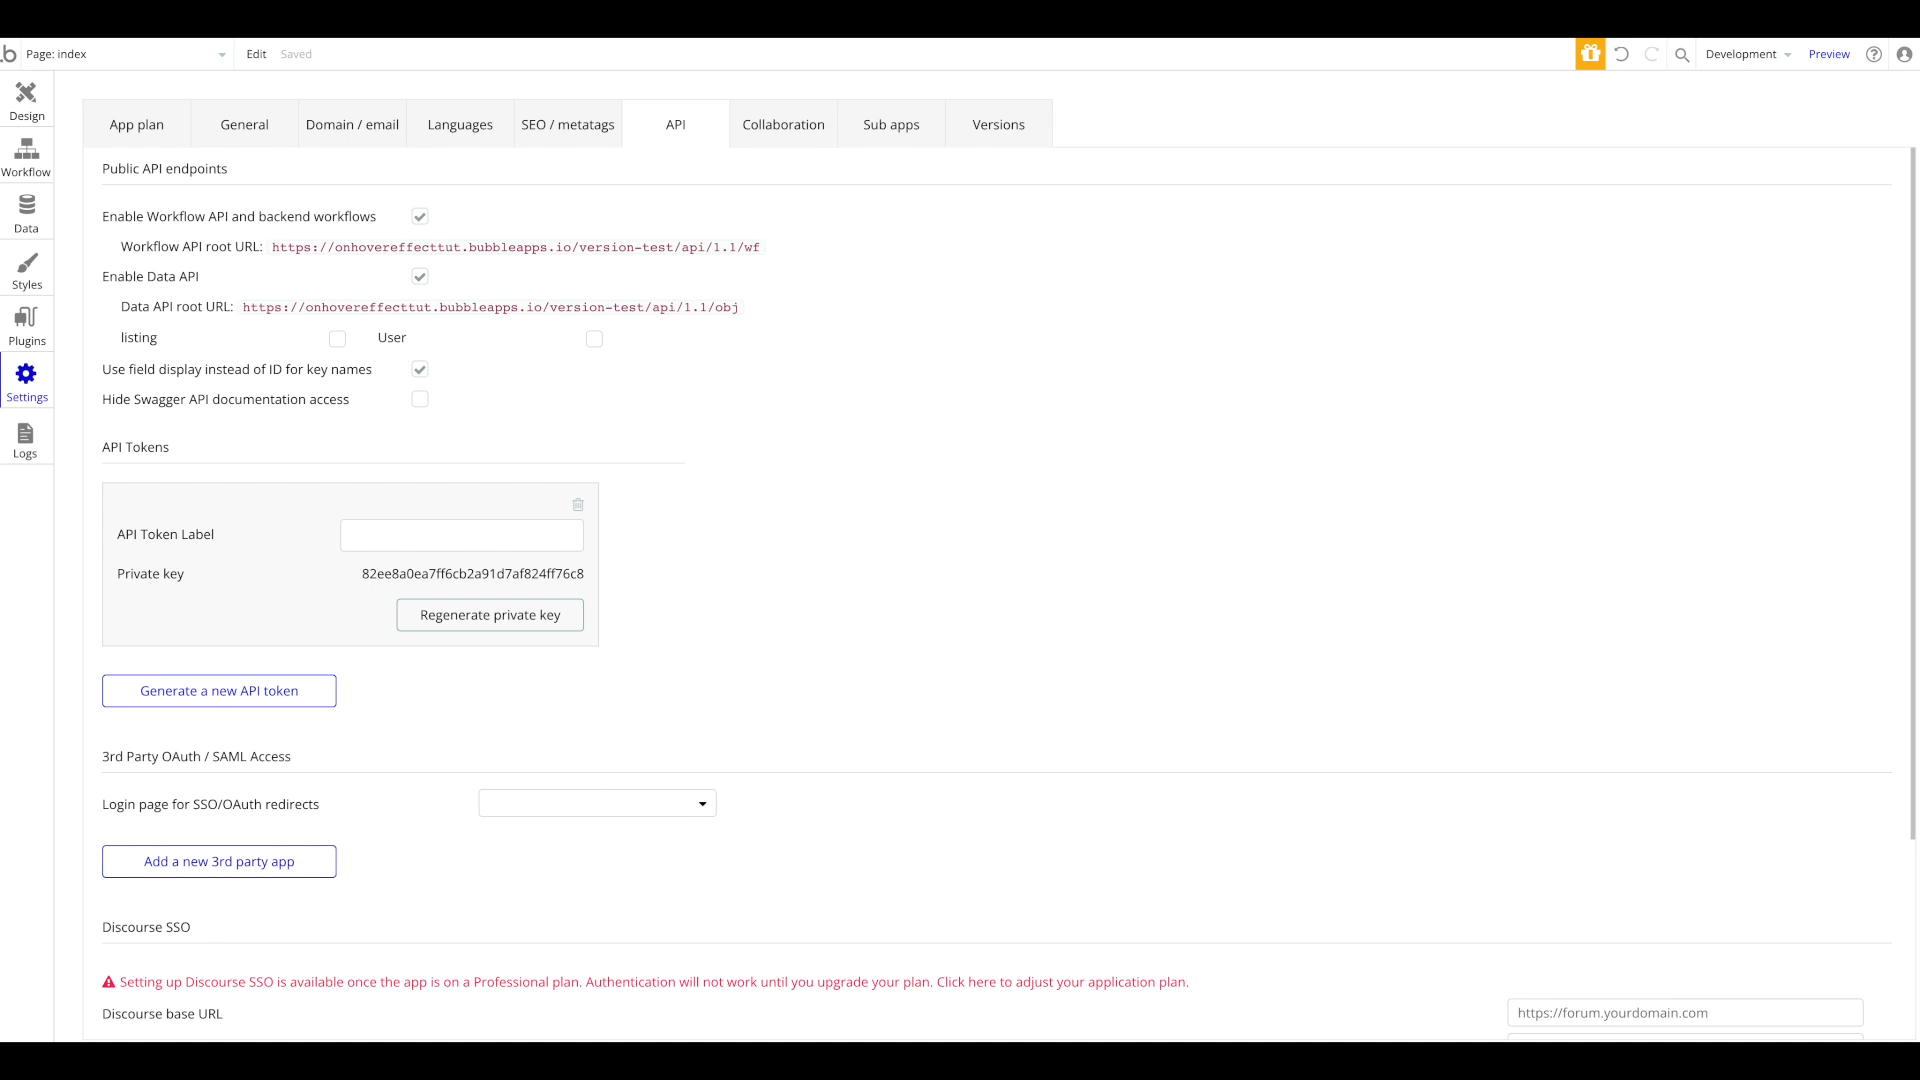 .b Page: index Edit Saved Development Preview
Design
Workflow
Data
Styles
Plugins
Settings
Logs
App plan General Domain / email Languages SEO / metatags API Collaboration Sub apps Versions
Public API endpoints
Enable Workflow API and backend workflows
Workflow API root URL: https://onhovereffecttut.bubbleapps.io/version-test/api/1.1/wf
Enable Data API
Data API root URL: https://onhovereffecttut.bubbleapps.io/version-test/api/1.1/obj
listing User
Use field display instead of ID for key names
Hide Swagger API documentation access
API Tokens
API Token Label
Private key 82ee8a0ea7ff6cb2a91d7af824ff76c8
Regenerate private key
Generate a new API token
3rd Party OAuth / SAML Access
Login page for SSO/OAuth redirects
Add a new 3rd party app
Discourse SSO
Setting up Discourse SSO is available once the app is on a Professional plan. Authentication will not work until you upgrade your plan. Click here to adjust your application plan.
Discourse base URL https://forum.yourdomain.com